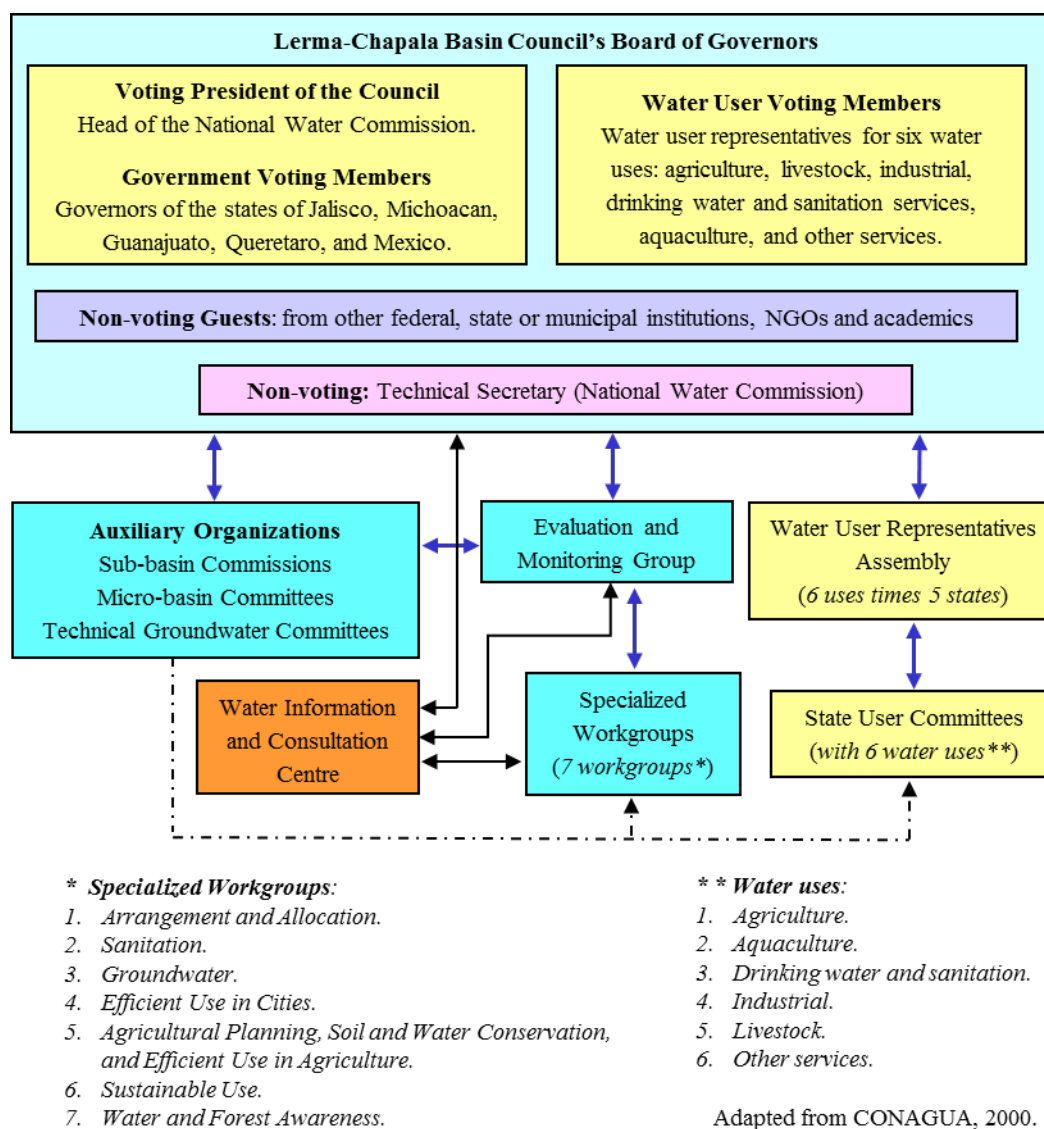 Lerma-Chapala Basin Council's Board of Governors
Voting President of the Council
Head of the National Water Commission.
Government Voting Members
Governors of the states of Jalisco, Michoacan,
Guanajuato, Queretaro, and Mexico.
Water User Voting Members
Water user representatives for six water
uses: agriculture, livestock, industrial,
drinking water and sanitation services,
aquaculture, and other services.
Non-voting Guests: from other federal, state or municipal institutions, NGOs and academics
Non-voting: Technical Secretary (National Water Commission)
Auxiliary Organizations
Sub-basin Commissions
Micro-basin Committees
Technical Groundwater Committees
Evaluation and
Monitoring Group
Water User Representatives
Assembly
(6 uses times 5 states)
Water Information
and Consultation
Centre
Specialized
Workgroups
(7 workgroups*)
State User Committees
(with 6 water uses**)
* Specialized Workgroups:
1. Arrangement and Allocation.
2. Sanitation.
3. Groundwater.
4. Efficient Use in Cities.
5. Agricultural Planning, Soil and Water Conservation,
and Efficient Use in Agriculture.
6. Sustainable Use.
7. Water and Forest Awareness.
* * Water uses:
1. Agriculture.
2. Aquaculture.
3. Drinking water and sanitation.
4. Industrial.
5. Livestock.
6. Other services.
Adapted from CONAGUA, 2000.